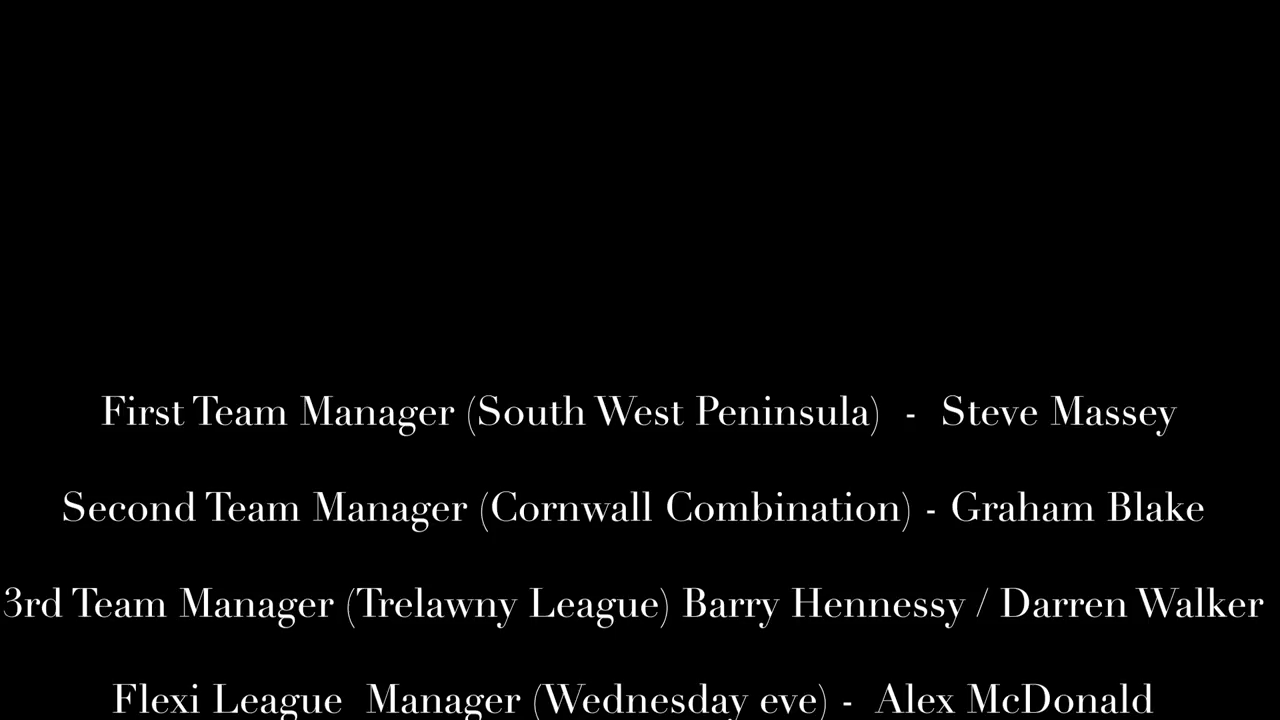 First Team Manager (South West Peninsula)  -  Steve Massey
Second Team Manager (Cornwall Combination) - Graham Blake
3rd Team Manager (Trelawny League) Barry Hennessy / Darren Walker
Flexi League  Manager (Wednesday eve) -  Alex McDonald